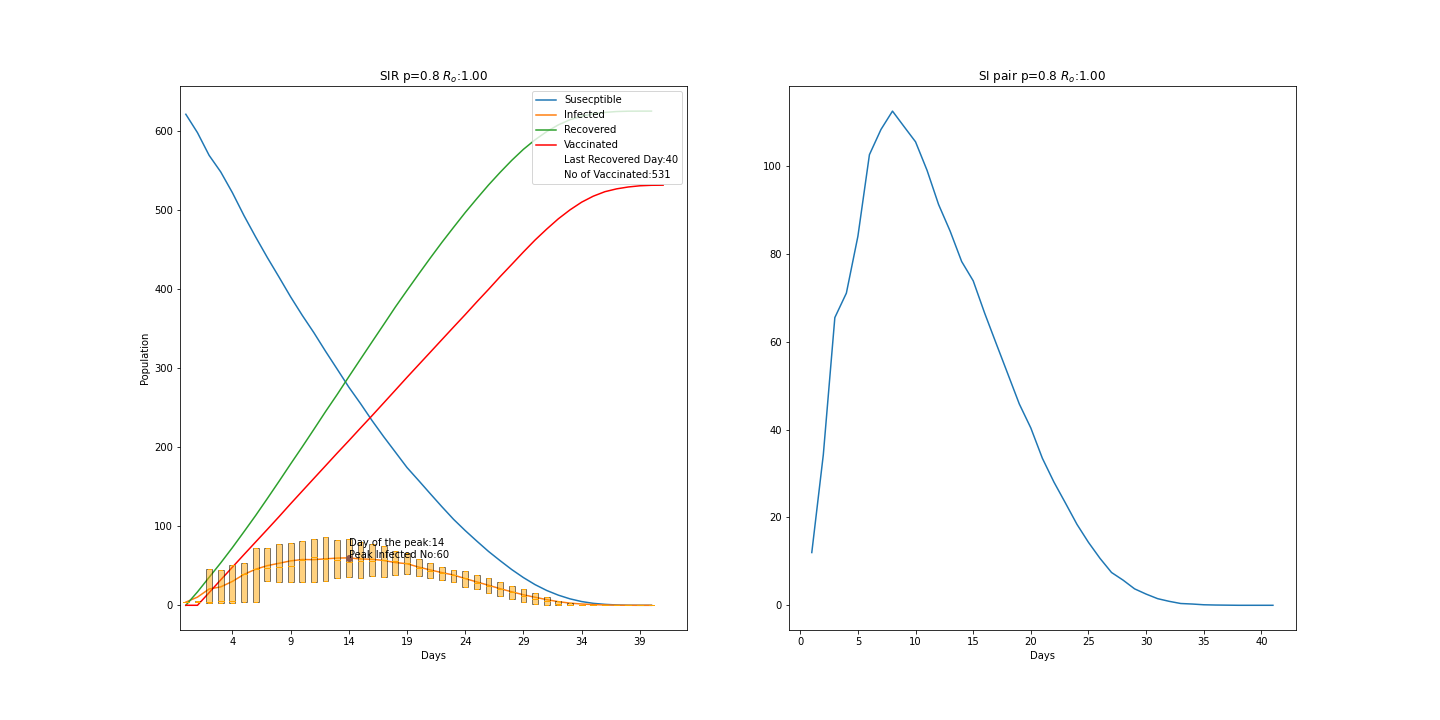 SIR p=0.8 Rₒ:1.00
Susecptible
Infected
Recovered
Vaccinated
Last Recovered Day:40
No of Vaccinated:531
600
500
400
300
200
100
0
Population
Day of the peak:14
Peak Infected No:60
4 9 14 19 24 29 34 39
Days
SI pair p=0.8 Rₒ:1.00
100
80
60
40
20
0
0 5 10 15 20 25 30 35 40
Days